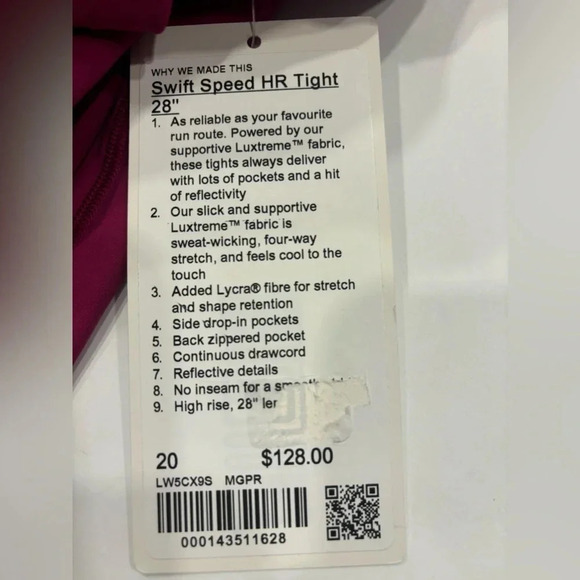 WHY WE MADE THIS
Swift Speed HR Tight
28"
1. As reliable as your favourite
run route. Powered by our
supportive Luxtreme™ fabric,
these tights always deliver
with lots of pockets and a hit
of reflectivity
2. Our slick and supportive
Luxtreme™ fabric is
sweat-wicking, four-way
stretch, and feels cool to the
touch
3. Added Lycra® fibre for stretch
and shape retention
4. Side drop-in pockets
5. Back zippered pocket
6. Continuous drawcord
7. Reflective details
8. No inseam for a
9. High rise, 28"
20 $128.00
LW5CX9S MGPR
000143511628